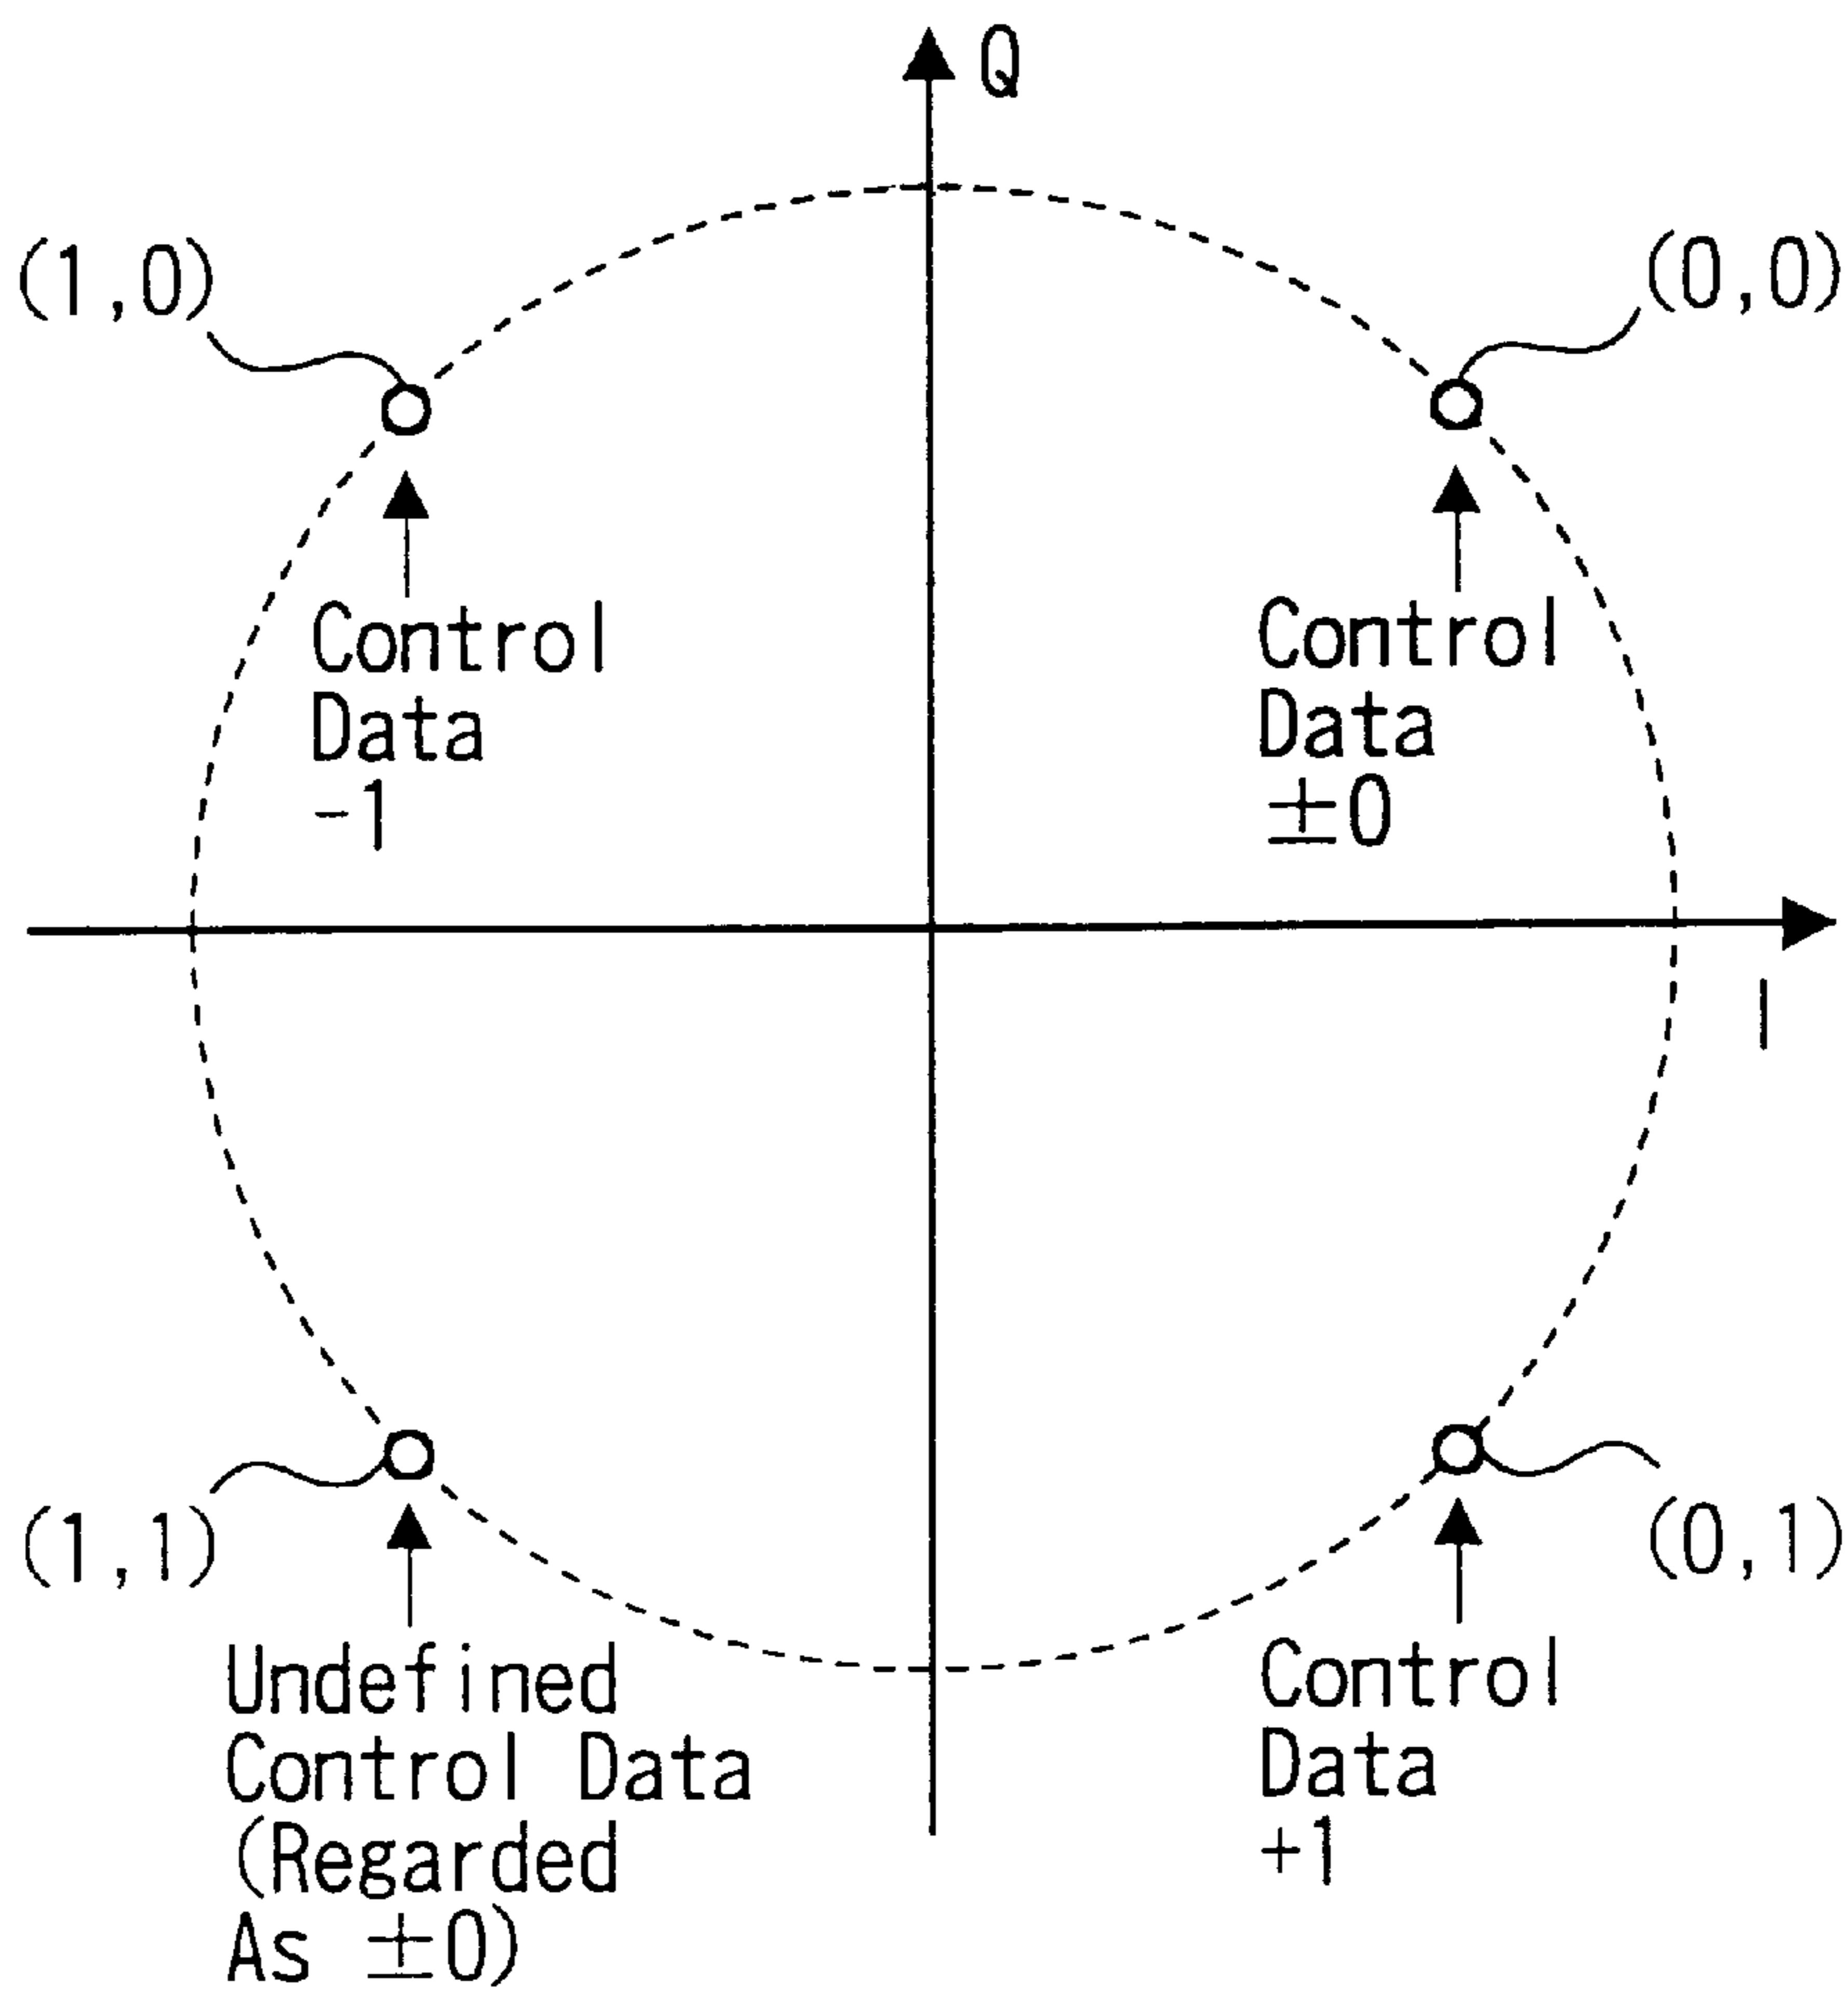 Q
(1,0)
(0,0)
Control
Data
-1
Control
Data
±0
I
(1,1)
(0,1)
Undefined
Control Data
(Regarded
As ±0)
Control
Data
+1